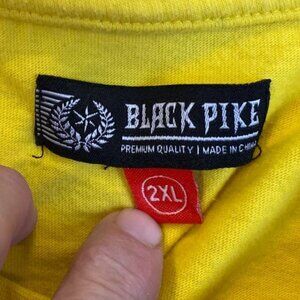 BLACK PIKE
PREMIUM QUALITY | MADE IN CHINA
2XL